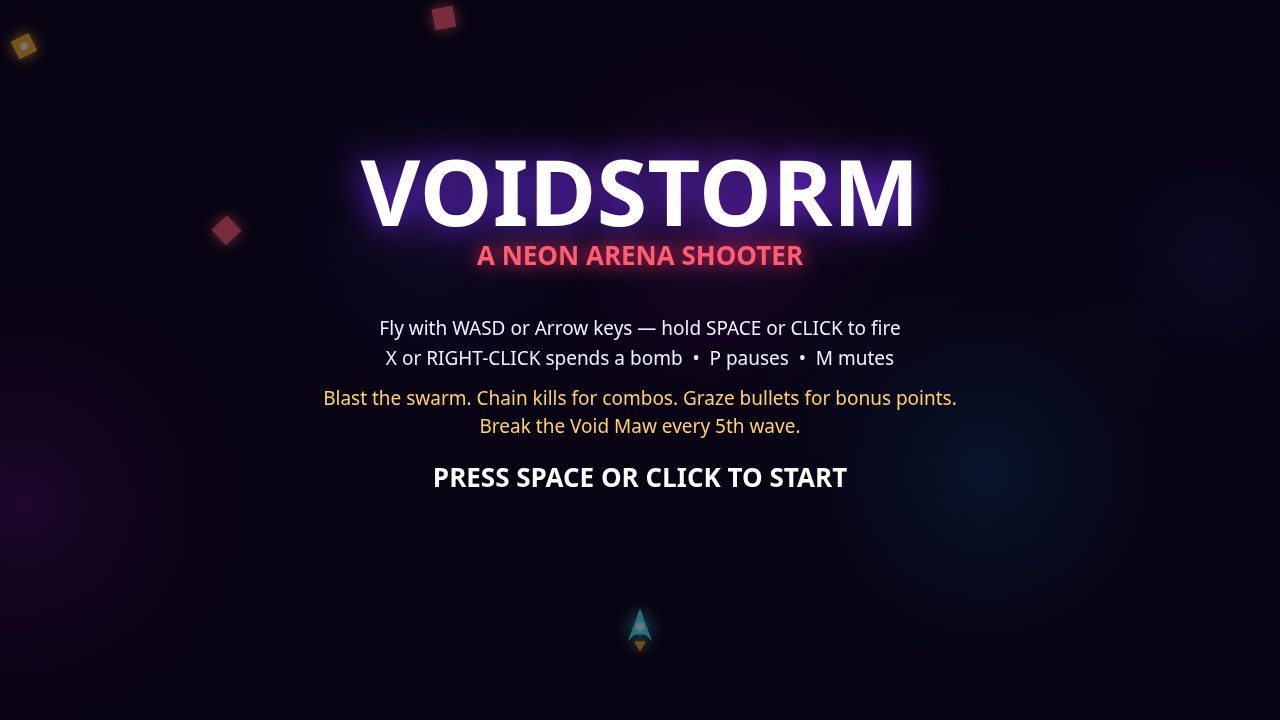 VOIDSTORM
A NEON ARENA SHOOTER
Fly with WASD or Arrow keys — hold SPACE or CLICK to fire
X or RIGHT-CLICK spends a bomb • P pauses • M mutes
Blast the swarm. Chain kills for combos. Graze bullets for bonus points.
Break the Void Maw every 5th wave.
PRESS SPACE OR CLICK TO START